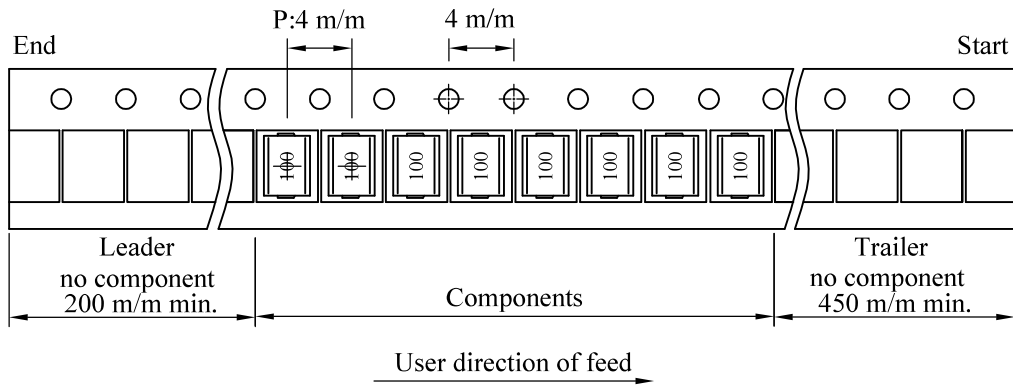 P:4 m/m
4 m/m
End
Start
100
100
100
100
100
100
100
100
Leader
no component
200 m/m min.
Components
Trailer
no component
450 m/m min.
User direction of feed